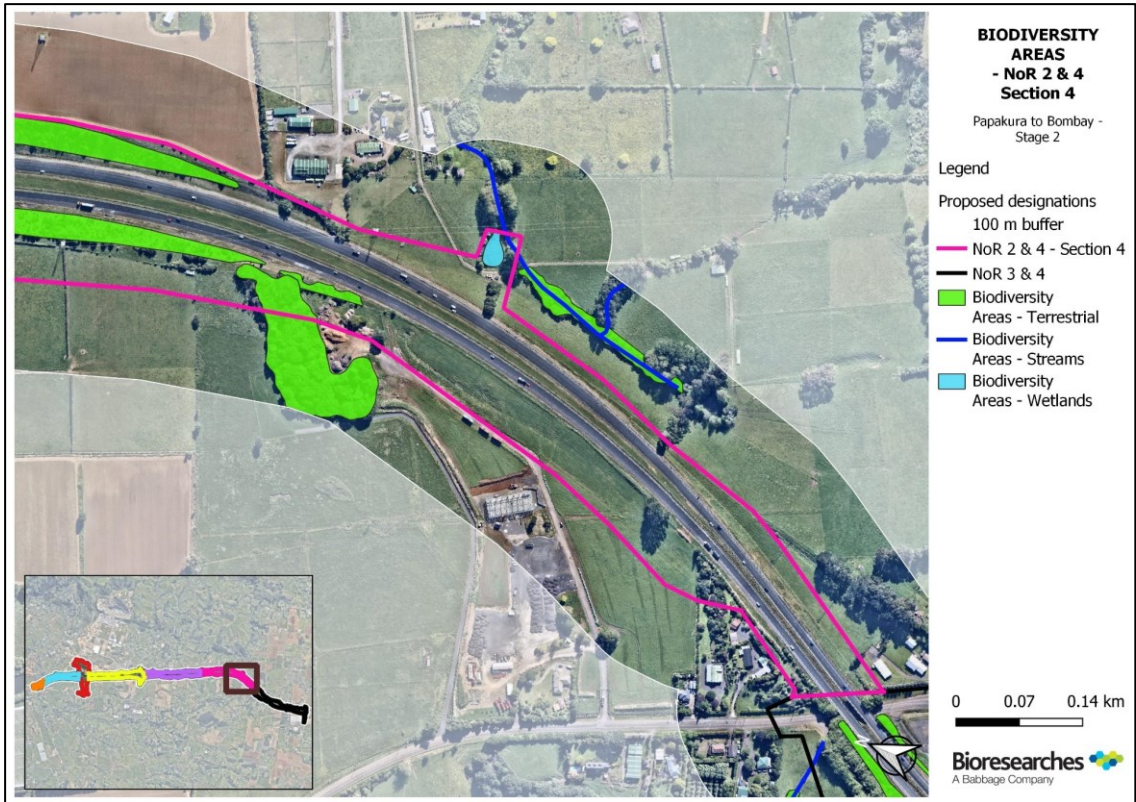 BIODIVERSITY
AREAS
- NoR 2 & 4
Section 4
Papakura to Bombay -
Stage 2
Legend
Proposed designations
100 m buffer
NoR 2 & 4 - Section 4
NoR 3 & 4
Biodiversity
Areas - Terrestrial
Biodiversity
Areas - Streams
Biodiversity
Areas - Wetlands
0 0.07 0.14 km
Bioresearches
A Babbage Company